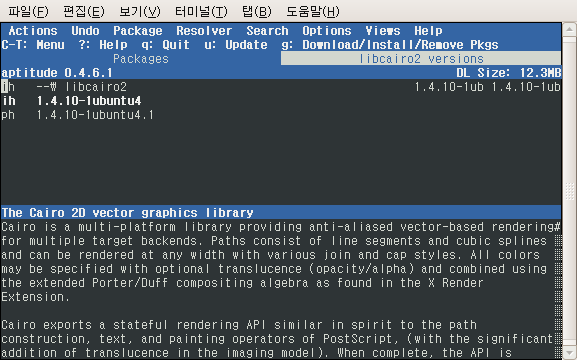 파일(F) 편집(E) 보기(V) 터미널(T) 탭(B) 도움말(H)
Actions Undo Package Resolver Search Options Views Help
C-T: Menu ?: Help q: Quit u: Update g: Download/Install/Remove Pkgs
Packages libcairo2 versions
aptitude 0.4.6.1 DL Size: 12.3MB
ih --₩ libcairo2 1.4.10-1ub 1.4.10-1ub
ih 1.4.10-1ubuntu4
ph 1.4.10-1ubuntu4.1
The Cairo 2D vector graphics library
Cairo is a multi-platform library providing anti-aliased vector-based rendering#
for multiple target backends. Paths consist of line segments and cubic splines
and can be rendered at any width with various join and cap styles. All colors
may be specified with optional translucence (opacity/alpha) and combined using
the extended Porter/Duff compositing algebra as found in the X Render
Extension.
Cairo exports a stateful rendering API similar in spirit to the path
construction, text, and painting operators of PostScript, (with the significant
addition of translucence in the imaging model). When complete, the API is